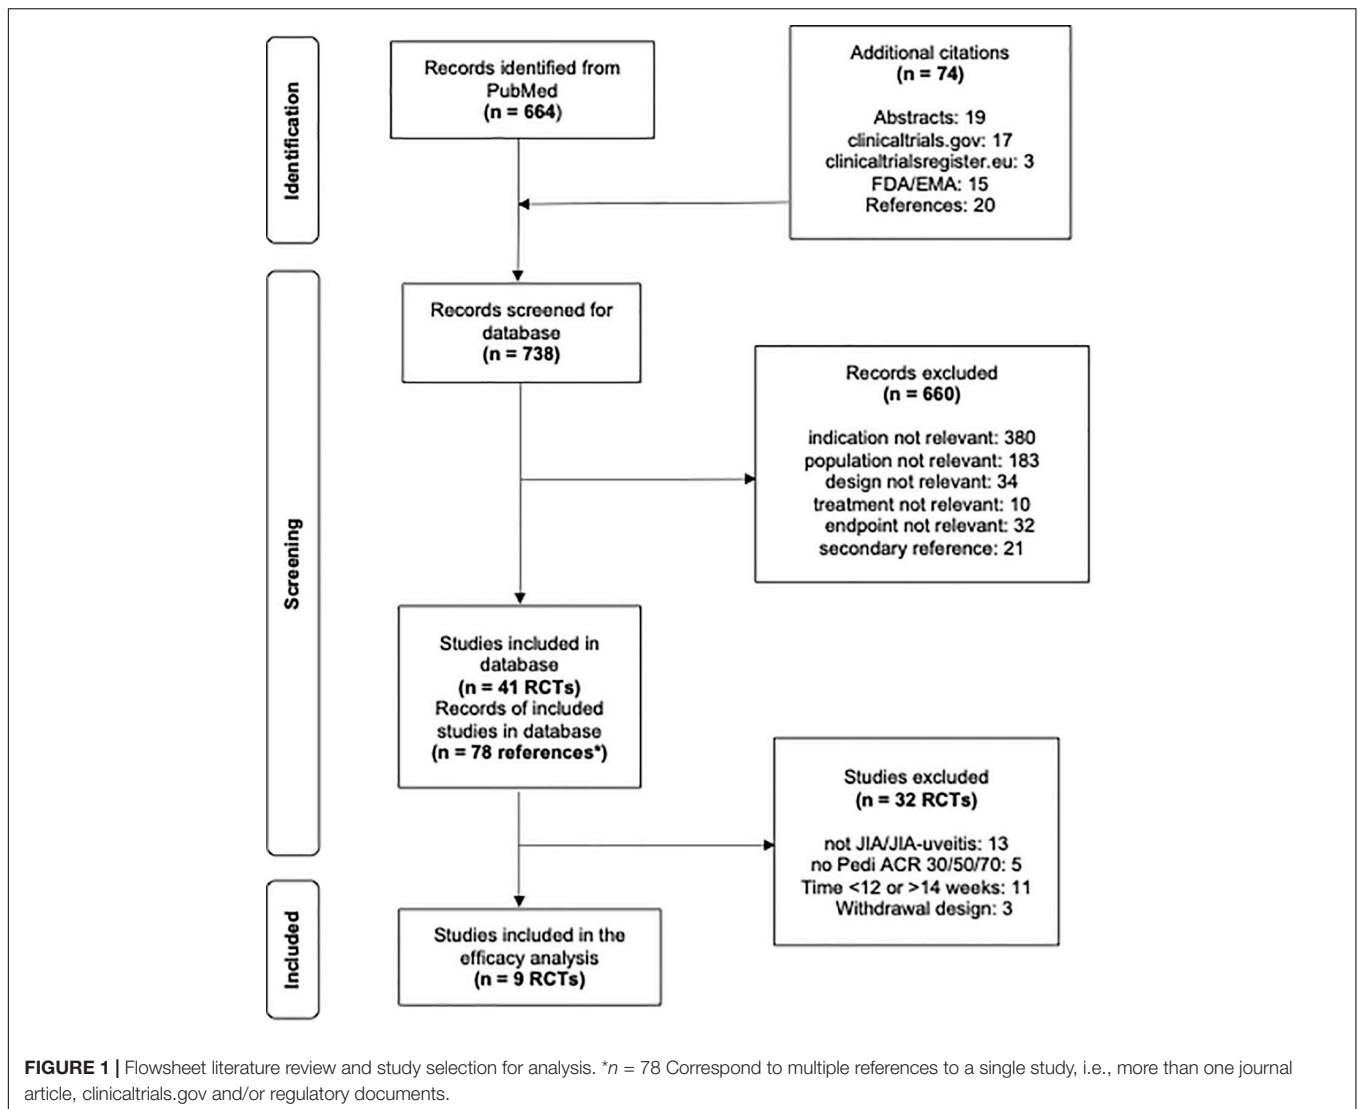 Identification
Records identified from
PubMed
(n = 664)
Additional citations
(n = 74)
Abstracts: 19
clinicaltrials.gov: 17
clinicaltrialsregister.eu: 3
FDA/EMA: 15
References: 20
Screening
Records screened for
database
(n = 738)
Records excluded
(n = 660)
indication not relevant: 380
population not relevant: 183
design not relevant: 34
treatment not relevant: 10
endpoint not relevant: 32
secondary reference: 21
Studies included in
database
(n = 41 RCTs)
Records of included
studies in database
(n = 78 references*)
Studies excluded
(n = 32 RCTs)
not JIA/JIA-uveitis: 13
no Pedi ACR 30/50/70: 5
Time <12 or >14 weeks: 11
Withdrawal design: 3
Included
Studies included in the
efficacy analysis
(n = 9 RCTs)
FIGURE 1 | Flowsheet literature review and study selection for analysis. *n = 78 Correspond to multiple references to a single study, i.e., more than one journal
article, clinicaltrials.gov and/or regulatory documents.